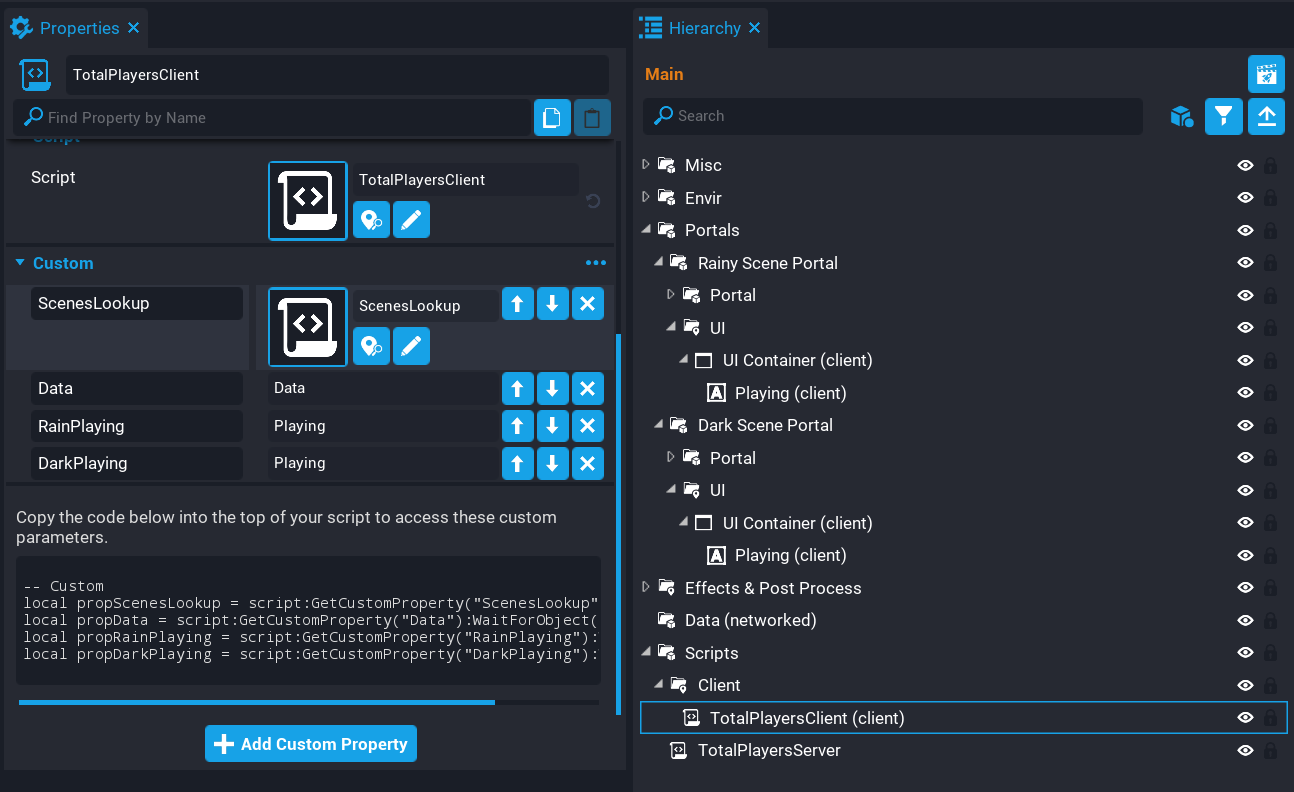 Properties
TotalPlayersClient
Find Property by Name
Script
Script
TotalPlayersClient
Custom
ScenesLookup
ScenesLookup
Data
Data
RainPlaying
Playing
DarkPlaying
Playing
Copy the code below into the top of your script to access these custom
parameters.
-- Custom
local propScenesLookup = script:GetCustomProperty("ScenesLookup"
local propData = script:GetCustomProperty("Data"):WaitForObject(
local propRainPlaying = script:GetCustomProperty("RainPlaying"):
local propDarkPlaying = script:GetCustomProperty("DarkPlaying"):
Add Custom Property
Hierarchy
Main
Search
Misc
Envir
Portals
Rainy Scene Portal
Portal
UI
UI Container (client)
Playing (client)
Dark Scene Portal
Portal
UI
UI Container (client)
Playing (client)
Effects & Post Process
Data (networked)
Scripts
Client
TotalPlayersClient (client)
TotalPlayersServer